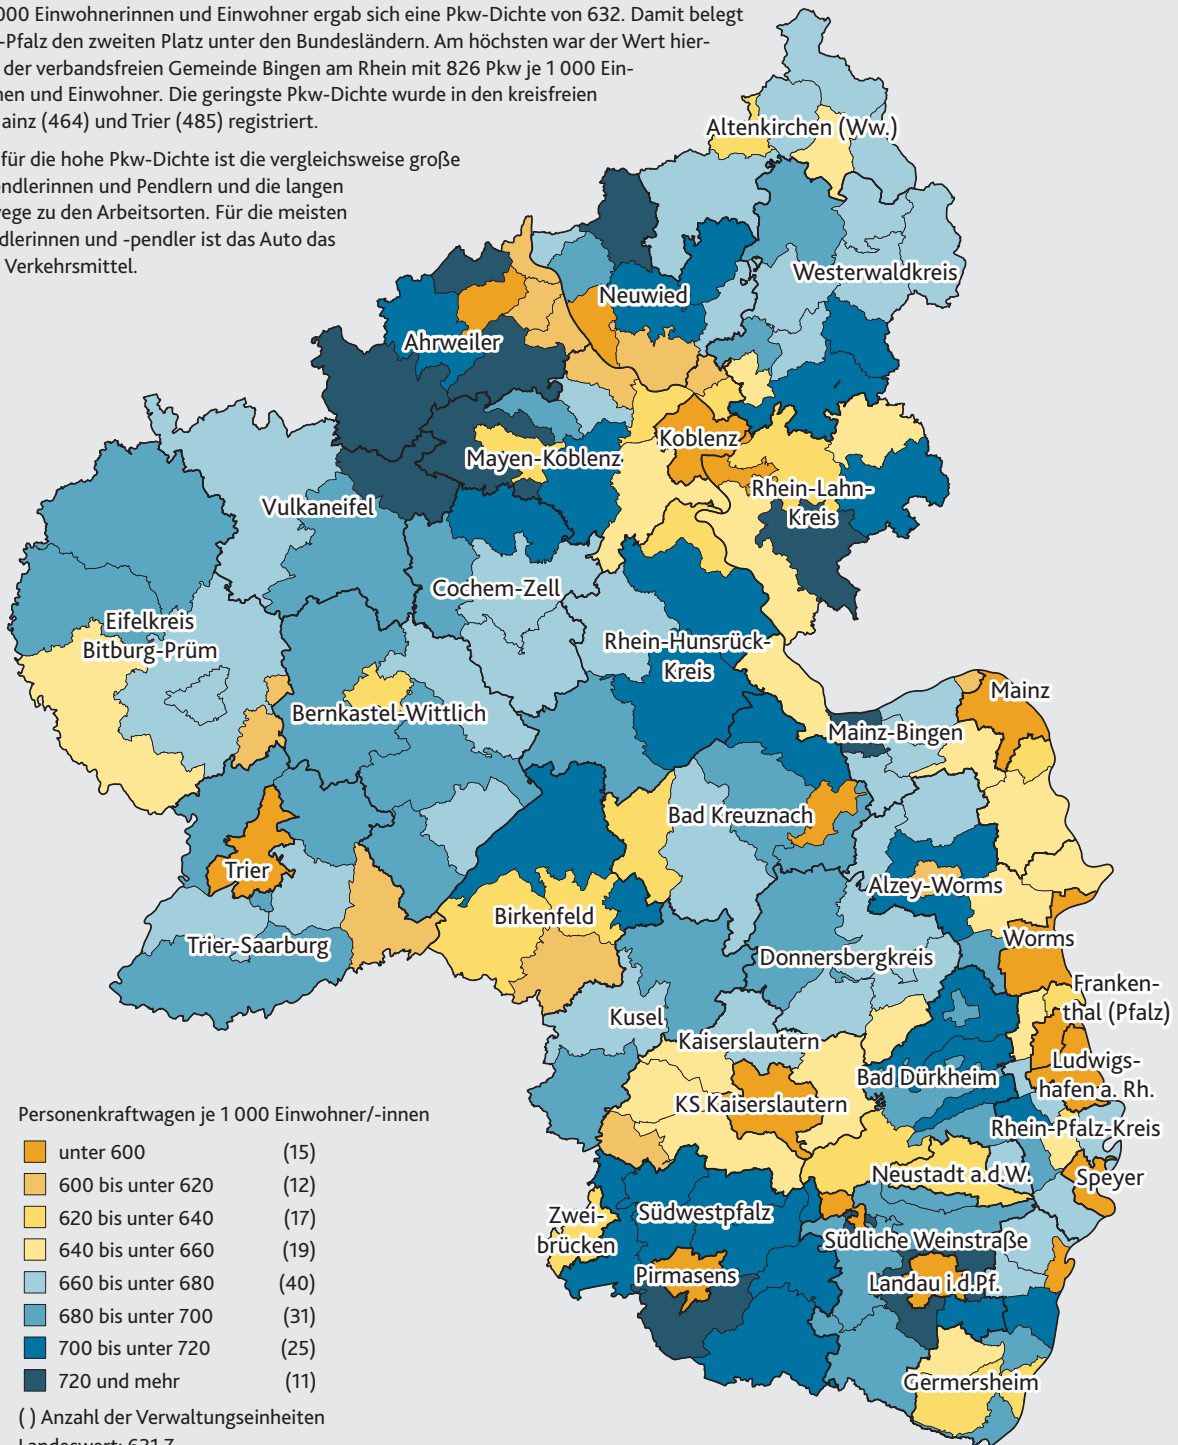 000 Einwohnerinnen und Einwohner ergab sich eine Pkw-Dichte von 632. Damit belegt
-Pfalz den zweiten Platz unter den Bundesländern. Am höchsten war der Wert hier-
der verbandsfreien Gemeinde Bingen am Rhein mit 826 Pkw je 1 000 Ein-
nen und Einwohner. Die geringste Pkw-Dichte wurde in den kreisfreien
ainz (464) und Trier (485) registriert.
für die hohe Pkw-Dichte ist die vergleichsweise große
endlerinnen und Pendlern und die langen
vege zu den Arbeitsorten. Für die meisten
dlerinnen und -pendler ist das Auto das
Verkehrsmittel.
Altenkirchen (Ww.)
Westerwaldkreis
Neuwied
Ahrweiler
Koblenz
Mayen-Koblenz
Rhein-Lahn-
Kreis
Vulkaneifel
Cochem-Zell
Eifelkreis
Bitburg-Prüm
Rhein-Hunsrück-
Kreis
Mainz
Bernkastel-Wittlich
Mainz-Bingen
Bad Kreuznach
Trier
Alzey-Worms
Birkenfeld
Worms
Trier-Saarburg
Donnersbergkreis
Franken-
thal (Pfalz)
Kusel
Kaiserslautern
Ludwigs-
hafen a. Rh.
Bad Dürkheim
KS.Kaiserslautern
Rhein-Pfalz-Kreis
Neustadt a.d.W.
Speyer
Südwestpfalz
Zwei-
brücken
Südliche Weinstraße
Pirmasens
Landau i.d.Pf.
Germersheim
Personenkraftwagen je 1 000 Einwohner/-innen
unter 600 (15)
600 bis unter 620 (12)
620 bis unter 640 (17)
640 bis unter 660 (19)
660 bis unter 680 (40)
680 bis unter 700 (31)
700 bis unter 720 (25)
720 und mehr (11)
( ) Anzahl der Verwaltungseinheiten
Landeswert: 631,7